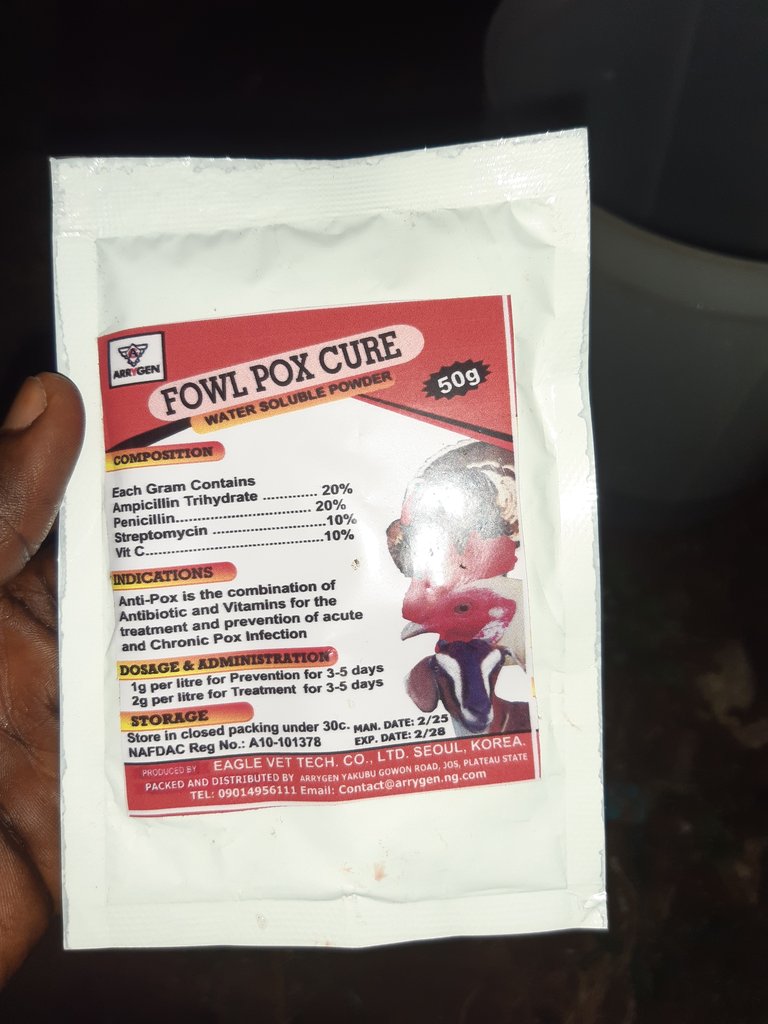 ARRYGEN
FOWL POX CURE
WATER SOLUBLE POWDER
50g
COMPOSITION
Each Gram Contains
Ampicillin Trihydrate ............. 20%
Penicillin................................. 20%
Streptomycin ...........................10%
Vit C...........................................10%
INDICATIONS
Anti-Pox is the combination of
Antibiotic and Vitamins for the
treatment and prevention of acute
and Chronic Pox Infection
DOSAGE & ADMINISTRATION
1g per litre for Prevention for 3-5 days
2g per litre for Treatment for 3-5 days
STORAGE
Store in closed packing under 30c.
NAFDAC Reg No.: A10-101378
MAN. DATE: 2/25
EXP. DATE: 2/28
PRODUCED BY EAGLE VET TECH. CO., LTD. SEOUL, KOREA.
PACKED AND DISTRIBUTED BY ARRYGEN YAKUBU GOWON ROAD, JOS, PLATEAU STATE
TEL: 09014956111 Email: Contact@arrygen.ng.com